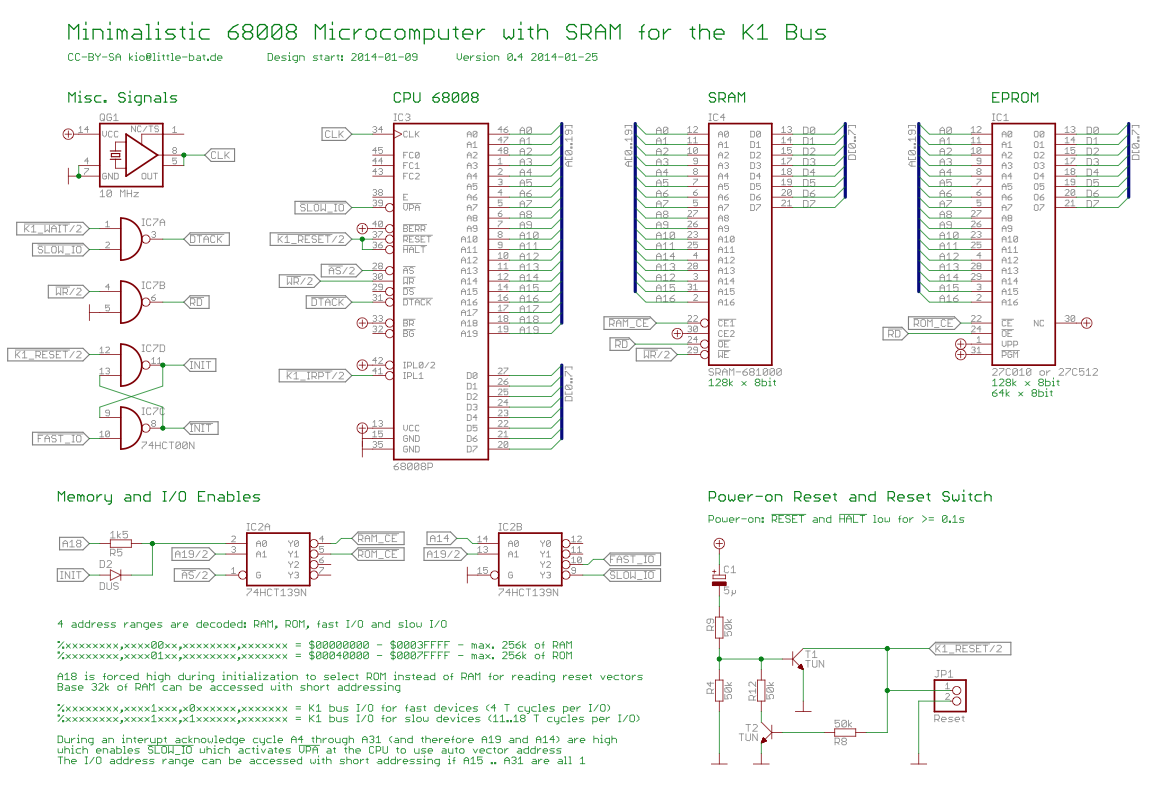 Minimalistic 68008 Microcomputer with SRAM for the K1 Bus
CC-BY-SA kio@little-bat.de Design start: 2014-01-09 Version 0.4 2014-01-25
Misc. Signals
QG1
14 VCC NC/TS 1
8
5
4
7 GND OUT
CLK
10 MHz
K1_WAIT/2 1
SLOW_IO 2
IC7A
3 DTACK
WR/2 4
5
IC7B
6 RD
K1_RESET/2 12
13
IC7D
11 INIT
9
FAST_IO 10
IC7C
8 INIT
74HCT00N
CPU 68008
IC3
CLK 34 CLK
45 FC0
44 FC1
43 FC2
38 E
SLOW_IO 39 VPA
40 BERR
K1_RESET/2 37 RESET
36 HALT
AS/2 28 AS
WR/2 30 WR
29 DS
DTACK 31 DTACK
33 BR
32 BG
42 IPL0/2
K1_IRPT/2 41 IPL1
13 VCC
15 GND
35 GND
A0 46 A0
A1 47 A1
A2 48 A2
A3 1 A3
A4 2 A4
A5 3 A5
A6 4 A6
A7 5 A7
A8 6 A8
A9 7 A9
A10 8 A10
A11 9 A11
A12 10 A12
A13 11 A13
A14 12 A14
A15 14 A15
A16 16 A16
A17 17 A17
A18 18 A18
A19 19 A19
A[0..19]
D0 27
D1 26
D2 25
D3 24
D4 23
D5 22
D6 21
D7 20
D[0..7]
68008P
SRAM
IC4
A[0..19]
A0 12 A0 D0 13 D0
A1 11 A1 D1 14 D1
A2 10 A2 D2 15 D2
A3 9 A3 D3 17 D3
A4 8 A4 D4 18 D4
A5 7 A5 D5 19 D5
A6 6 A6 D6 20 D6
A7 5 A7 D7 21 D7
A8 27 A8
A9 26 A9
A10 23 A10
A11 25 A11
A12 4 A12
A13 28 A13
A14 3 A14
A15 31 A15
A16 2 A16
D[0..7]
RAM_CE 22 CE1
30 CE2
RD 24 OE
WR/2 29 WE
SRAM-681000
128k x 8bit
EPROM
IC1
A[0..19]
A0 12 A0 O0 13 D0
A1 11 A1 O1 14 D1
A2 10 A2 O2 15 D2
A3 9 A3 O3 17 D3
A4 8 A4 O4 18 D4
A5 7 A5 O5 19 D5
A6 6 A6 O6 20 D6
A7 5 A7 O7 21 D7
A8 27 A8
A9 26 A9
A10 23 A10
A11 25 A11
A12 4 A12
A13 28 A13
A14 29 A14
A15 3 A15
A16 2 A16
D[0..7]
ROM_CE 22 CE NC 30
RD 24 OE
1 VPP
31 PGM
27C010 or 27C512
128k x 8bit
64k x 8bit
Memory and I/O Enables
A18 1k5
R5
D2
INIT
DUS
IC2A
2 A0 Y0 4 RAM_CE
A19/2 3 A1 Y1 5 ROM_CE
Y2 6
AS/2 1 G Y3 7
74HCT139N
IC2B
A14 14 A0 Y0 12
A19/2 13 A1 Y1 11
Y2 10 FAST_IO
15 G Y3 9 SLOW_IO
74HCT139N
4 address ranges are decoded: RAM, ROM, fast I/O and slow I/O
%xxxxxxxx,xxxx00xx,xxxxxxxx,xxxxxxx = $00000000 - $0003FFFF - max. 256k of RAM
%xxxxxxxx,xxxx01xx,xxxxxxxx,xxxxxxx = $00040000 - $0007FFFF - max. 256k of ROM
A18 is forced high during initialization to select ROM instead of RAM for reading reset vectors
Base 32k of RAM can be accessed with short addressing
%xxxxxxxx,xxxx1xxx,x0xxxxxx,xxxxxxx = K1 bus I/O for fast devices (4 T cycles per I/O)
%xxxxxxxx,xxxx1xxx,x1xxxxxx,xxxxxxx = K1 bus I/O for slow devices (11..18 T cycles per I/O)
During an interupt acknowledge cycle A4 through A31 (and therefore A19 and A14) are high
which enables SLOW_IO which activates VPA at the CPU to use auto vector address
The I/O address range can be accessed with short addressing if A15 .. A31 are all 1
Power-on Reset and Reset Switch
Power-on: RESET and HALT low for >= 0.1s
+
C1
5µ
R9 50k
R4 50k
R12 50k
T1
TUN
T2
TUN
50k
R8
K1_RESET/2
JP1
1
2
Reset